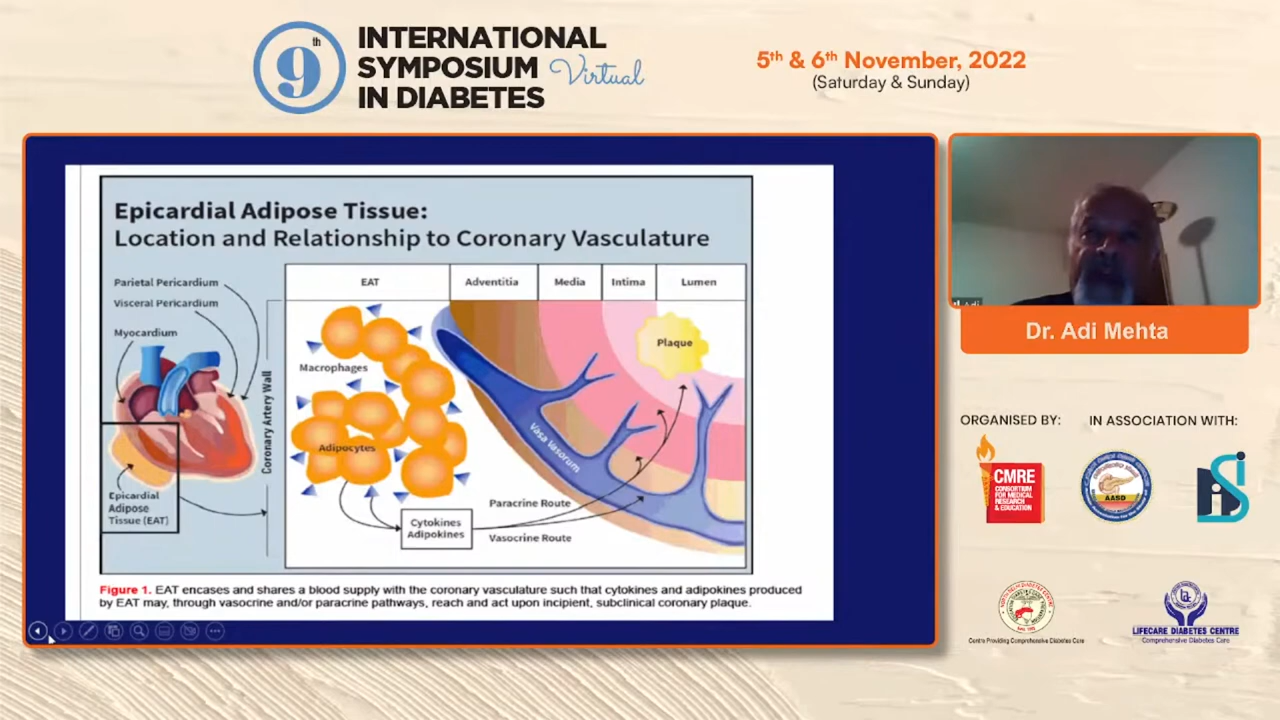 9th
INTERNATIONAL
SYMPOSIUM Virtual
IN DIABETES
5th & 6th November, 2022
(Saturday & Sunday)
Epicardial Adipose Tissue:
Location and Relationship to Coronary Vasculature
Parietal Pericardium
Visceral Pericardium
Myocardium
Epicardial
Adipose
Tissue (EAT)
Coronary Artery Wall
EAT
Adventitia
Media
Intima
Lumen
Macrophages
Adipocytes
Plaque
Vasa Vasorum
Cytokines
Adipokines
Paracrine Route
Vasocrine Route
Figure 1. EAT encases and shares a blood supply with the coronary vasculature such that cytokines and adipokines produced
by EAT may, through vasocrine and/or paracrine pathways, reach and act upon incipient, subclinical coronary plaque.
Adi
Dr. Adi Mehta
ORGANISED BY:
IN ASSOCIATION WITH:
CMRE
CONSORTIUM
FOR MEDICAL
RESEARCH
& EDUCATION
AASD
Centre Providing Comprehensive Diabetes Care
LIFECARE DIABETES CENTRE
Comprehensive Diabetes Care